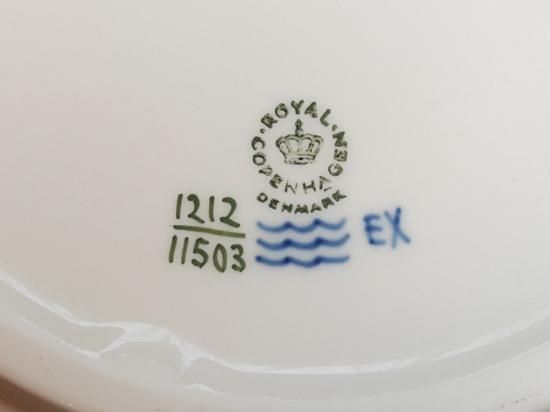 ROYAL
COPENHAGEN
DENMARK
1212
11503
EX